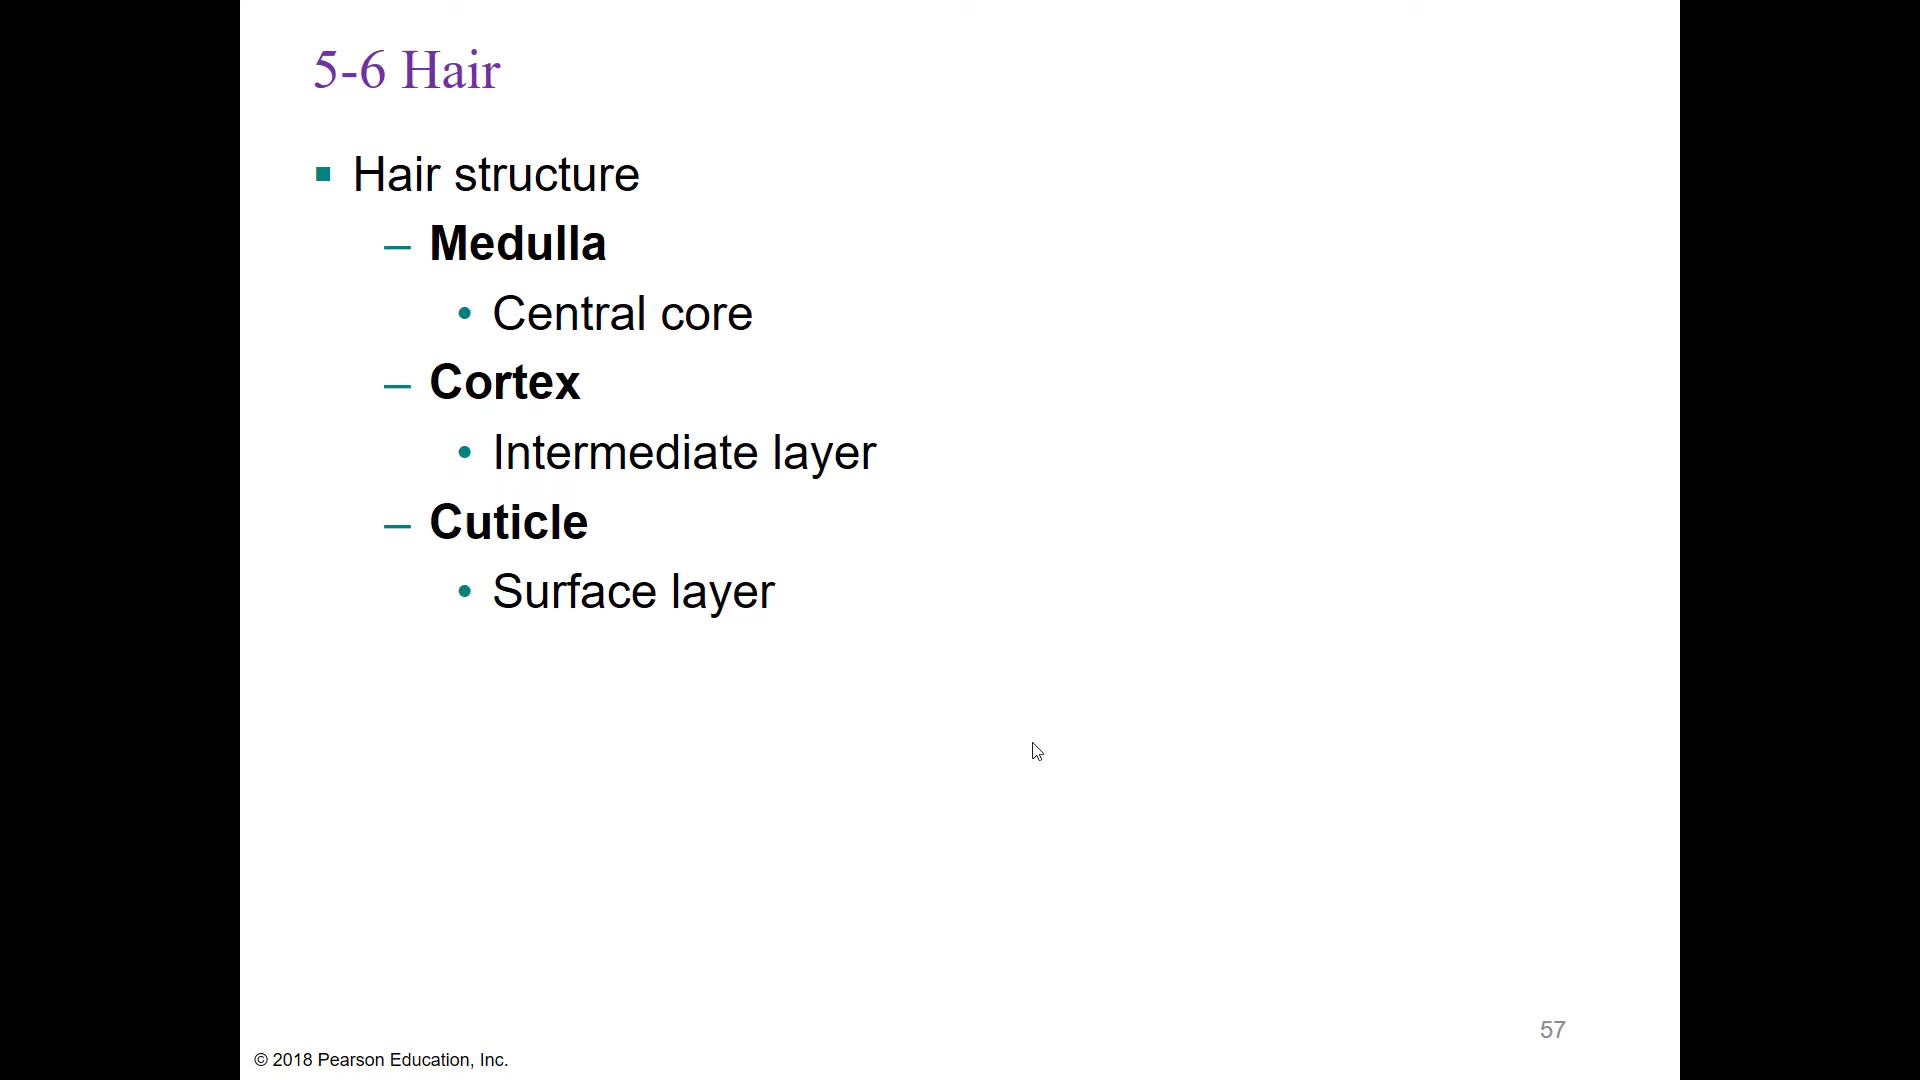 5-6 Hair
▪ Hair structure
– Medulla
• Central core
– Cortex
• Intermediate layer
– Cuticle
• Surface layer
57
© 2018 Pearson Education, Inc.